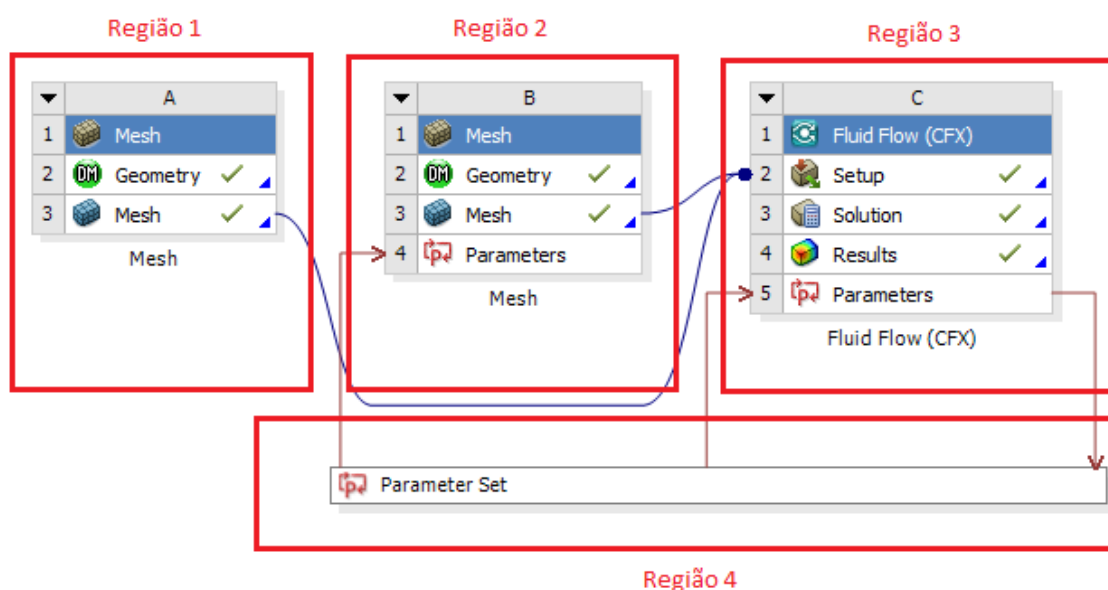 Região 1
Região 2
Região 3
A
1 Mesh
2 DM Geometry
3 Mesh
Mesh
B
1 Mesh
2 DM Geometry
3 Mesh
4 Parameters
Mesh
C
1 Fluid Flow (CFX)
2 Setup
3 Solution
4 Results
5 Parameters
Fluid Flow (CFX)
Parameter Set
Região 4